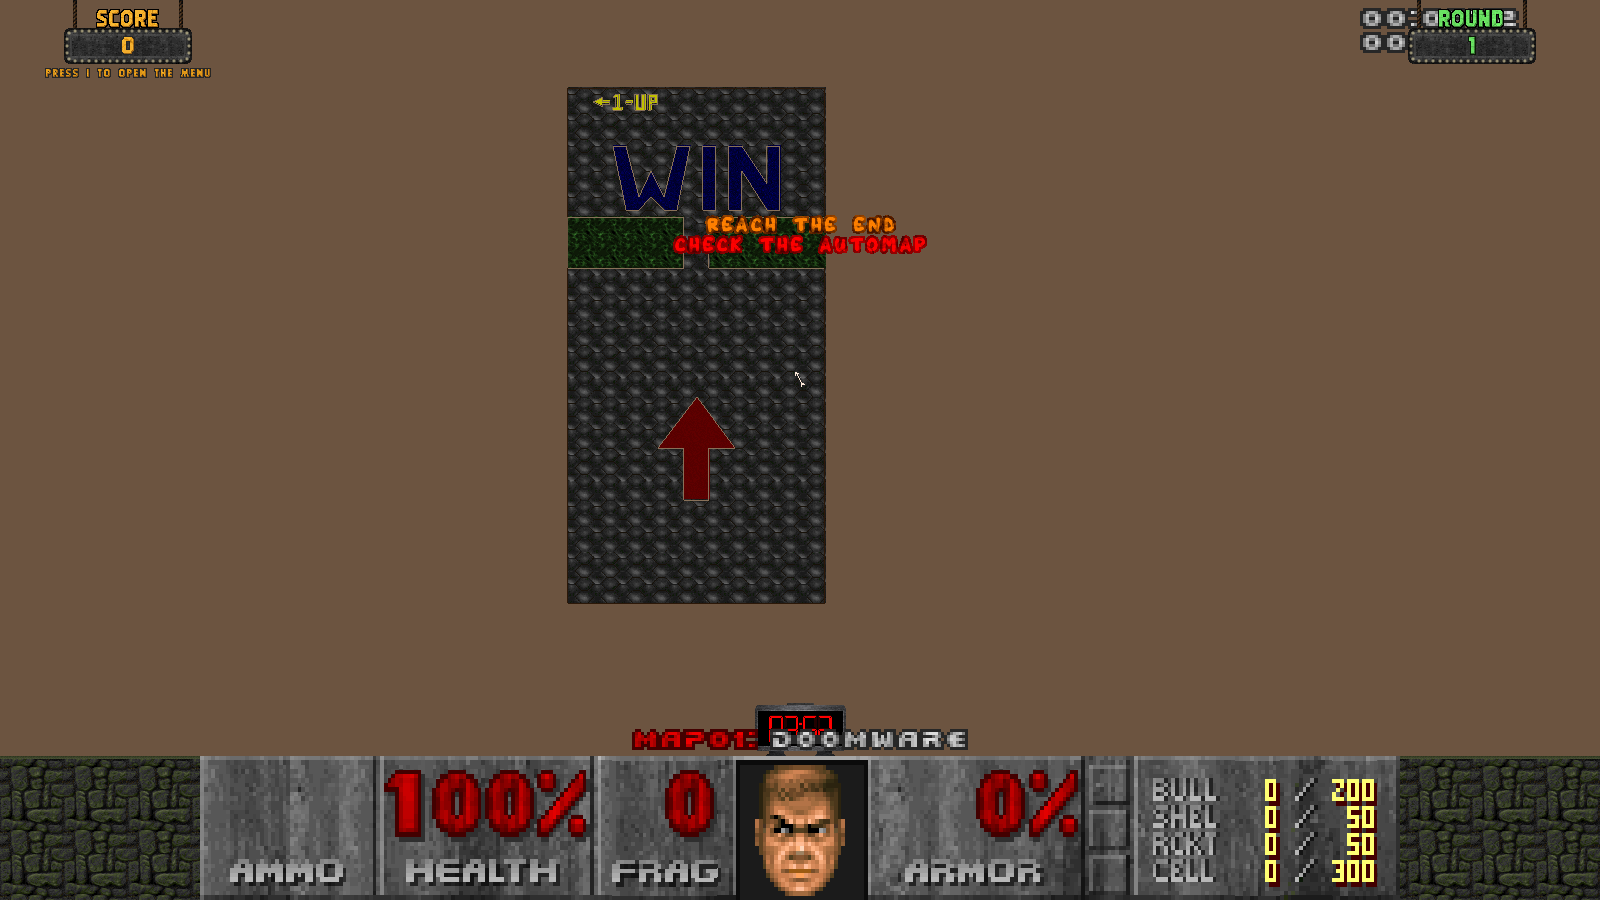 SCORE
0
PRESS I TO OPEN THE MENU
ROUND
1
←1-UP
WIN
REACH THE END
CHECK THE AUTOMAP
MAP01: DOOMWARE
100%
0
0%
AMMO
HEALTH
FRAG
ARMOR
BULL 0 / 200
SHEL 0 / 50
RCKT 0 / 50
CELL 0 / 300